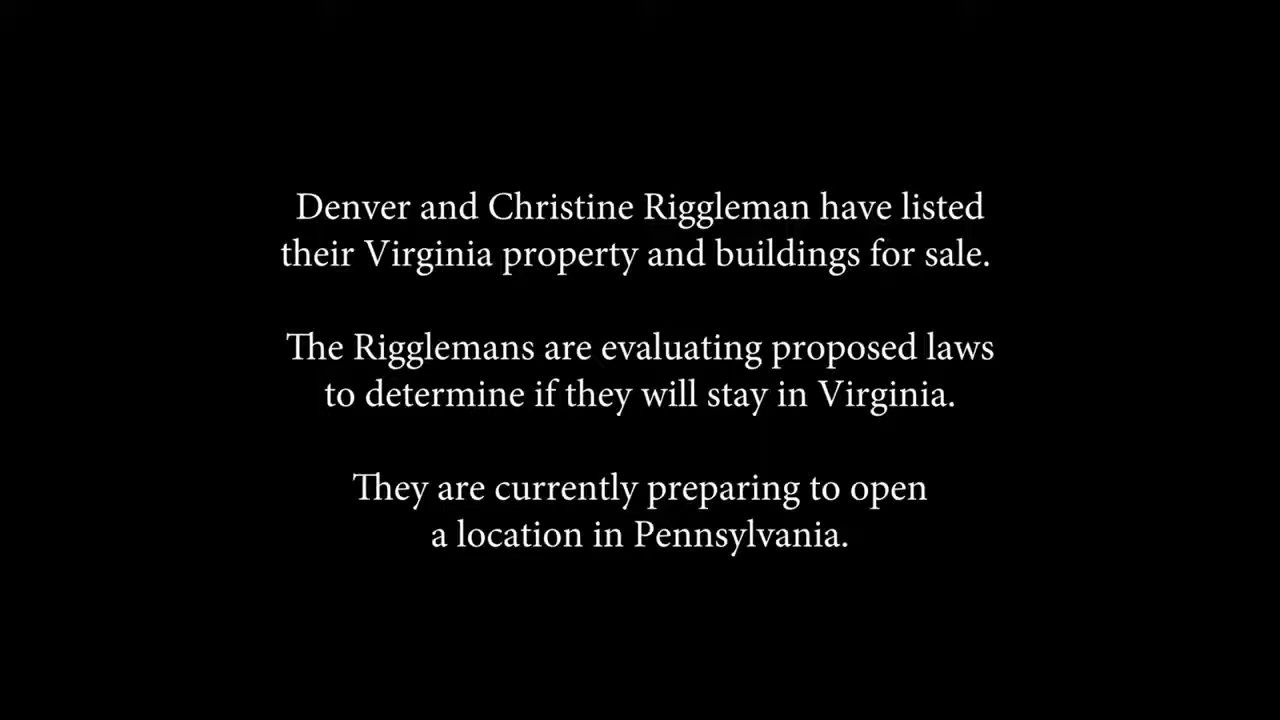 Denver and Christine Riggleman have listed
their Virginia property and buildings for sale.
The Rigglemans are evaluating proposed laws
to determine if they will stay in Virginia.
They are currently preparing to open
a location in Pennsylvania.